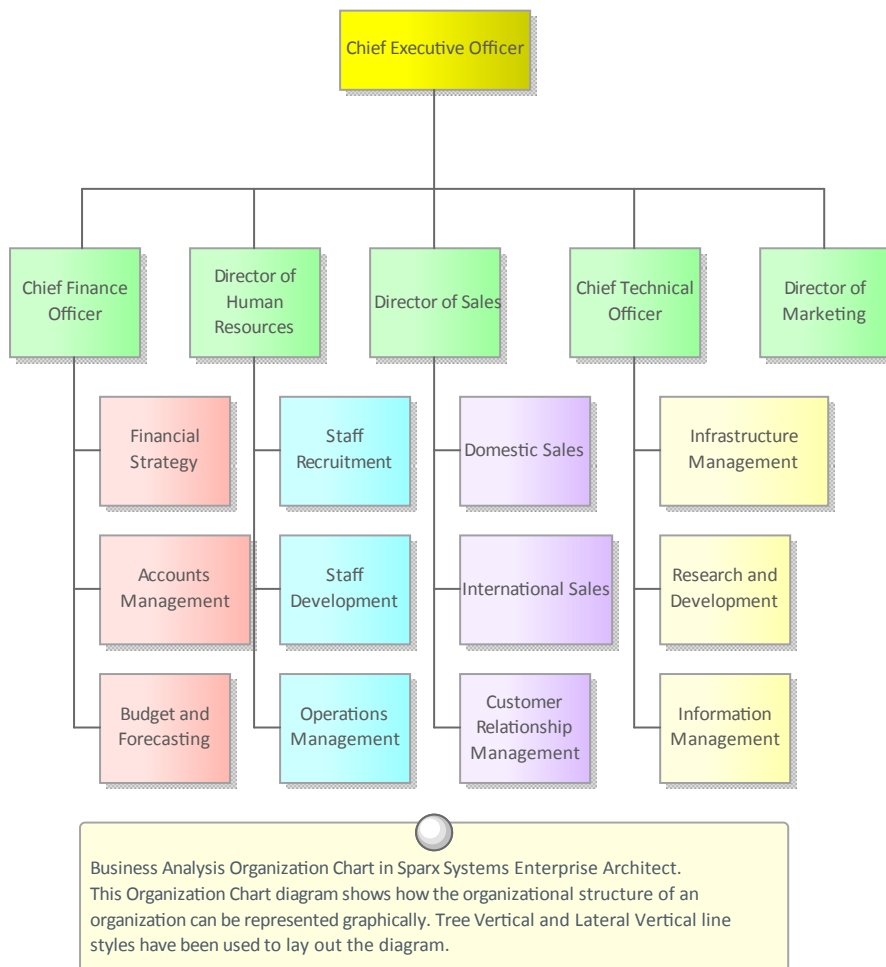 Chief Executive Officer
Chief Finance
Officer
Director of
Human
Resources
Director of Sales
Chief Technical
Officer
Director of
Marketing
Financial
Strategy
Staff
Recruitment
Domestic Sales
Infrastructure
Management
Accounts
Management
Staff
Development
International Sales
Research and
Development
Budget and
Forecasting
Operations
Management
Customer
Relationship
Management
Information
Management
Business Analysis Organization Chart in Sparx Systems Enterprise Architect.
This Organization Chart diagram shows how the organizational structure of an
organization can be represented graphically. Tree Vertical and Lateral Vertical line
styles have been used to lay out the diagram.